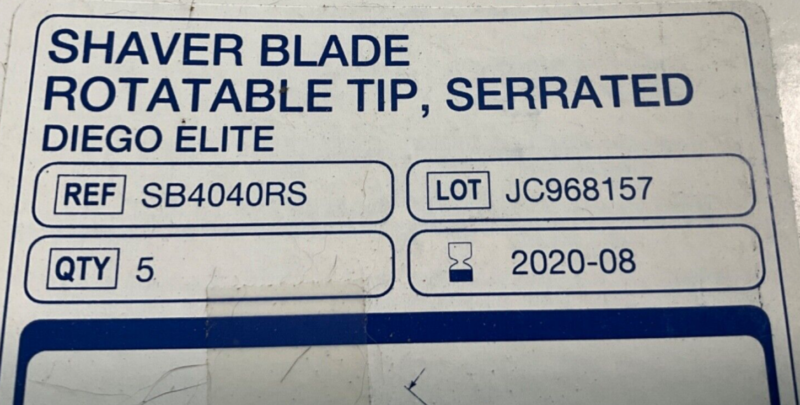 SHAVER BLADE
ROTATABLE TIP, SERRATED
DIEGO ELITE
REF SB4040RS
LOT JC968157
QTY 5
2020-08